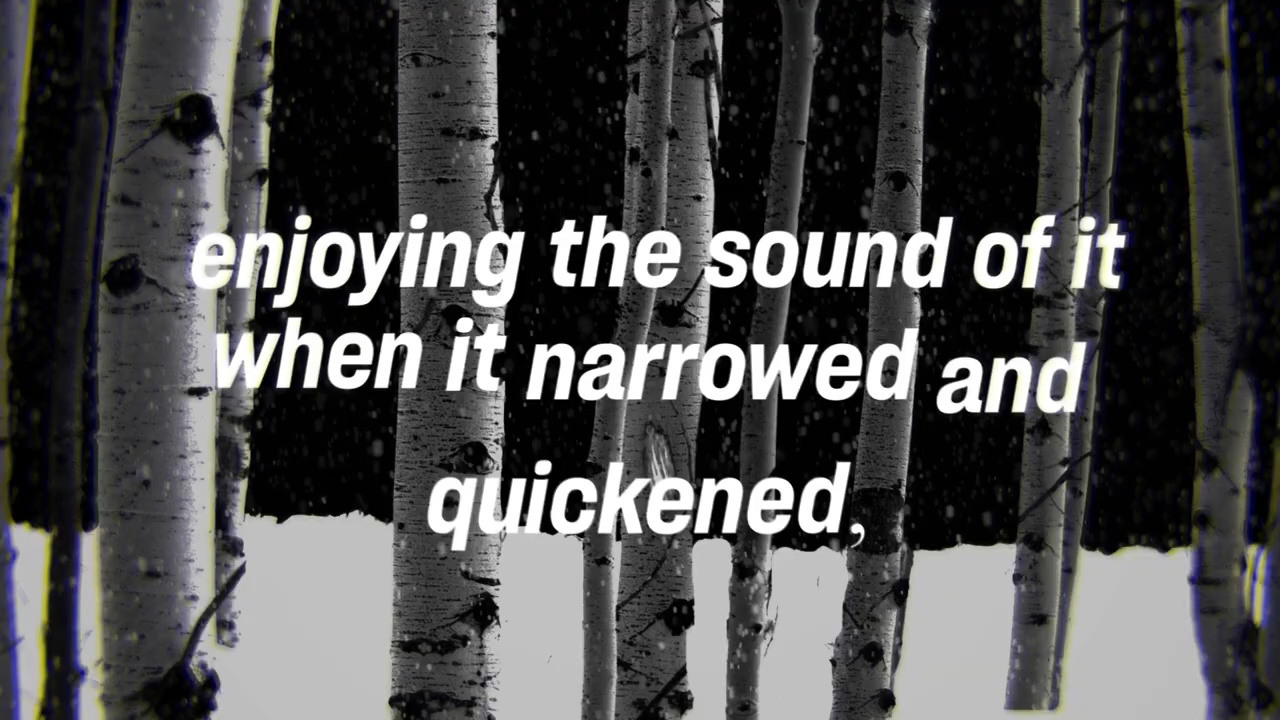 enjoying the sound of it
when it narrowed and
quickened,